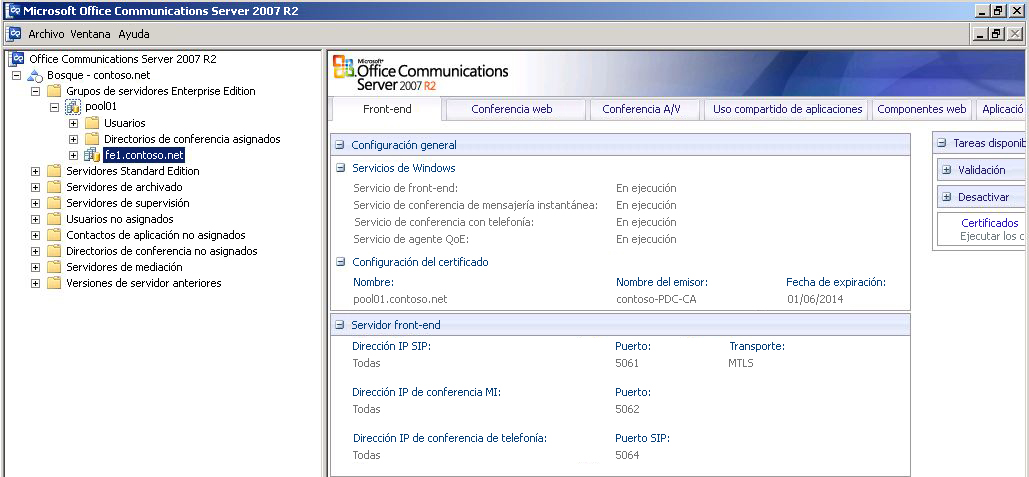 Microsoft Office Communications Server 2007 R2
Archivo Ventana Ayuda
Office Communications Server 2007 R2
Bosque - contoso.net
Grupos de servidores Enterprise Edition
pool01
Usuarios
Directorios de conferencia asignados
fe1.contoso.net
Servidores Standard Edition
Servidores de archivado
Servidores de supervisión
Usuarios no asignados
Contactos de aplicación no asignados
Directorios de conferencia no asignados
Servidores de mediación
Versiones de servidor anteriores
Microsoft
Office Communications
Server 2007 R2
Front-end Conferencia web Conferencia A/V Uso compartido de aplicaciones Componentes web Aplicació
Configuración general
Servicios de Windows
Servicio de front-end: En ejecución
Servicio de conferencia de mensajería instantánea: En ejecución
Servicio de conferencia con telefonía: En ejecución
Servicio de agente QoE: En ejecución
Configuración del certificado
Nombre: Nombre del emisor: Fecha de expiración:
pool01.contoso.net contoso-PDC-CA 01/06/2014
Servidor front-end
Dirección IP SIP: Puerto: Transporte:
Todas 5061 MTLS
Dirección IP de conferencia MI: Puerto:
Todas 5062
Dirección IP de conferencia de telefonía: Puerto SIP:
Todas 5064
Tareas disponib
Validación
Desactivar
Certificados
Ejecutar los c